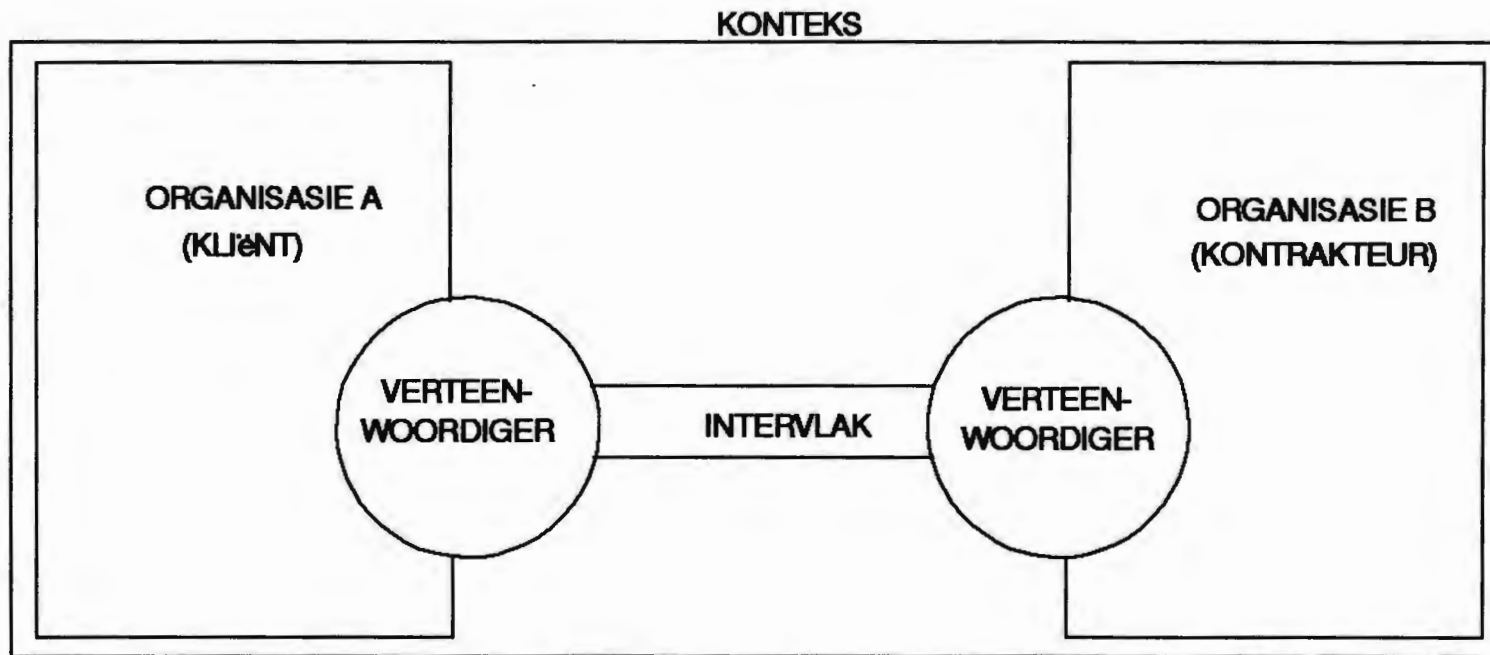 KONTEKS
ORGANISASIE A
(KLIëNT)
ORGANISASIE B
(KONTRAKTEUR)
VERTEEN-
WOORDIGER
INTERVLAK
VERTEEN-
WOORDIGER